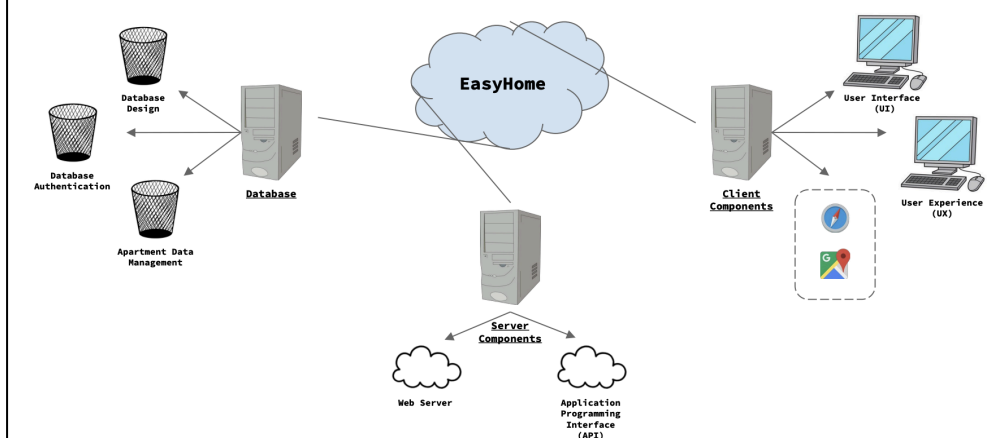 EasyHome
Database
Design
Database
Authentication
Apartment Data
Management
Database
Server
Components
Web Server
Application
Programming
Interface
(API)
Client
Components
User Interface
(UI)
User Experience
(UX)
G